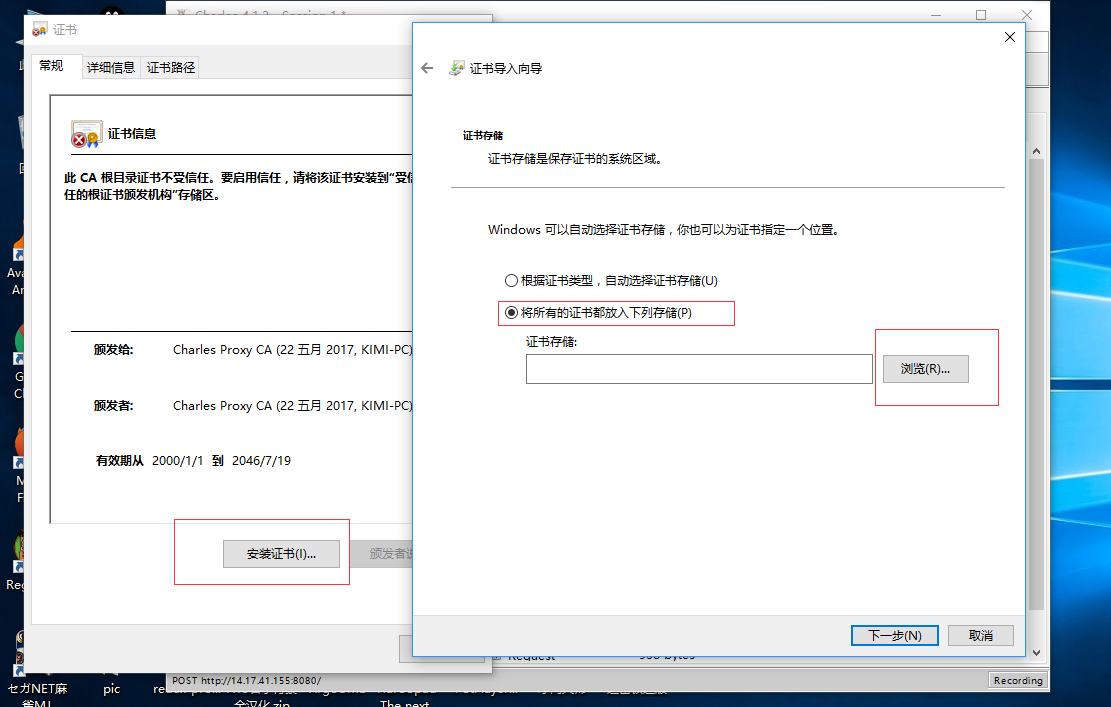 Charles 4.1.2 - Session 1 *
证书
常规
详细信息
证书路径
证书信息
此 CA 根目录证书不受信任。要启用信任，请将该证书安装到“受信
任的根证书颁发机构”存储区。
颁发给:
Charles Proxy CA (22 五月 2017, KIMI-PC)
颁发者:
Charles Proxy CA (22 五月 2017, KIMI-PC)
有效期从 2000/1/1 到 2046/7/19
安装证书(I)...
颁发者
证书导入向导
证书存储
证书存储是保存证书的系统区域。
Windows 可以自动选择证书存储，你也可以为证书指定一个位置。
根据证书类型，自动选择证书存储(U)
将所有的证书都放入下列存储(P)
证书存储:
浏览(R)...
下一步(N)
取消
Request
POST http://14.17.41.155:8080/
Recording
Ava
Reg
セガNET麻
雀MJ
pic
全汉化.zip
The next